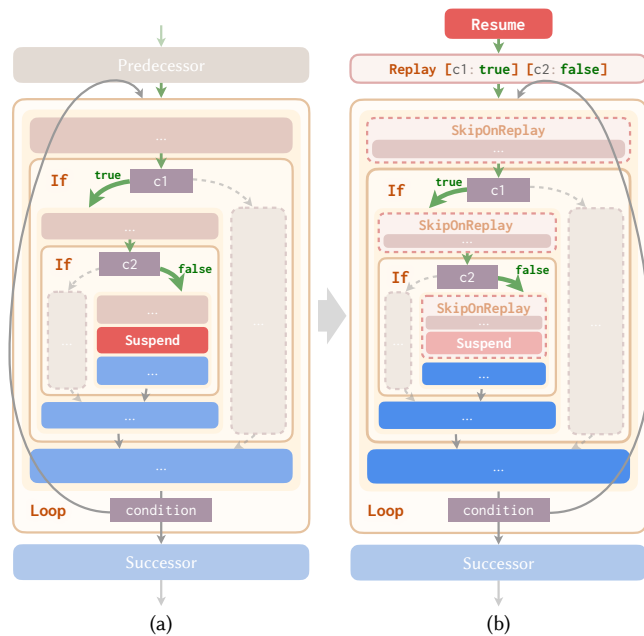 Predecessor
...
If
true
c1
...
If
c2
false
...
...
Suspend
...
...
...
...
Loop
condition
Successor
(a)
Resume
Replay [c1: true] [c2: false]
SkipOnReplay
...
If
true
c1
SkipOnReplay
...
If
c2
false
SkipOnReplay
...
...
Suspend
...
...
...
...
Loop
condition
Successor
(b)